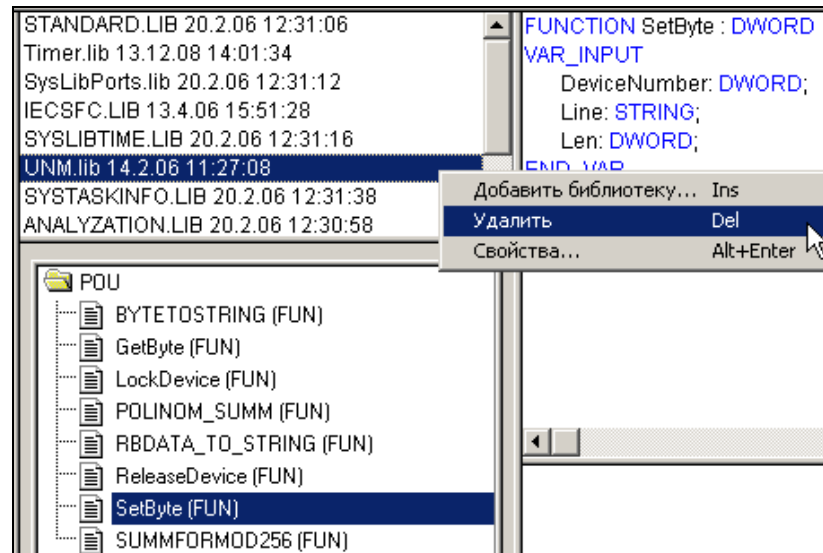 STANDARD.LIB 20.2.06 12:31:06
Timer.lib 13.12.08 14:01:34
SysLibPorts.lib 20.2.06 12:31:12
IECSFC.LIB 13.4.06 15:51:28
SYSLIBTIME.LIB 20.2.06 12:31:16
UNM.lib 14.2.06 11:27:08
SYSTASKINFO.LIB 20.2.06 12:31:38
ANALYZATION.LIB 20.2.06 12:30:58
FUNCTION SetByte : DWORD
VAR_INPUT
DeviceNumber: DWORD;
Line: STRING;
Len: DWORD;
END_VAR
Добавить библиотеку... Ins
Удалить Del
Свойства... Alt+Enter
POU
BYTETOSTRING (FUN)
GetByte (FUN)
LockDevice (FUN)
POLINOM_SUMM (FUN)
RBDATA_TO_STRING (FUN)
ReleaseDevice (FUN)
SetByte (FUN)
SUMMFORMOD256 (FUN)